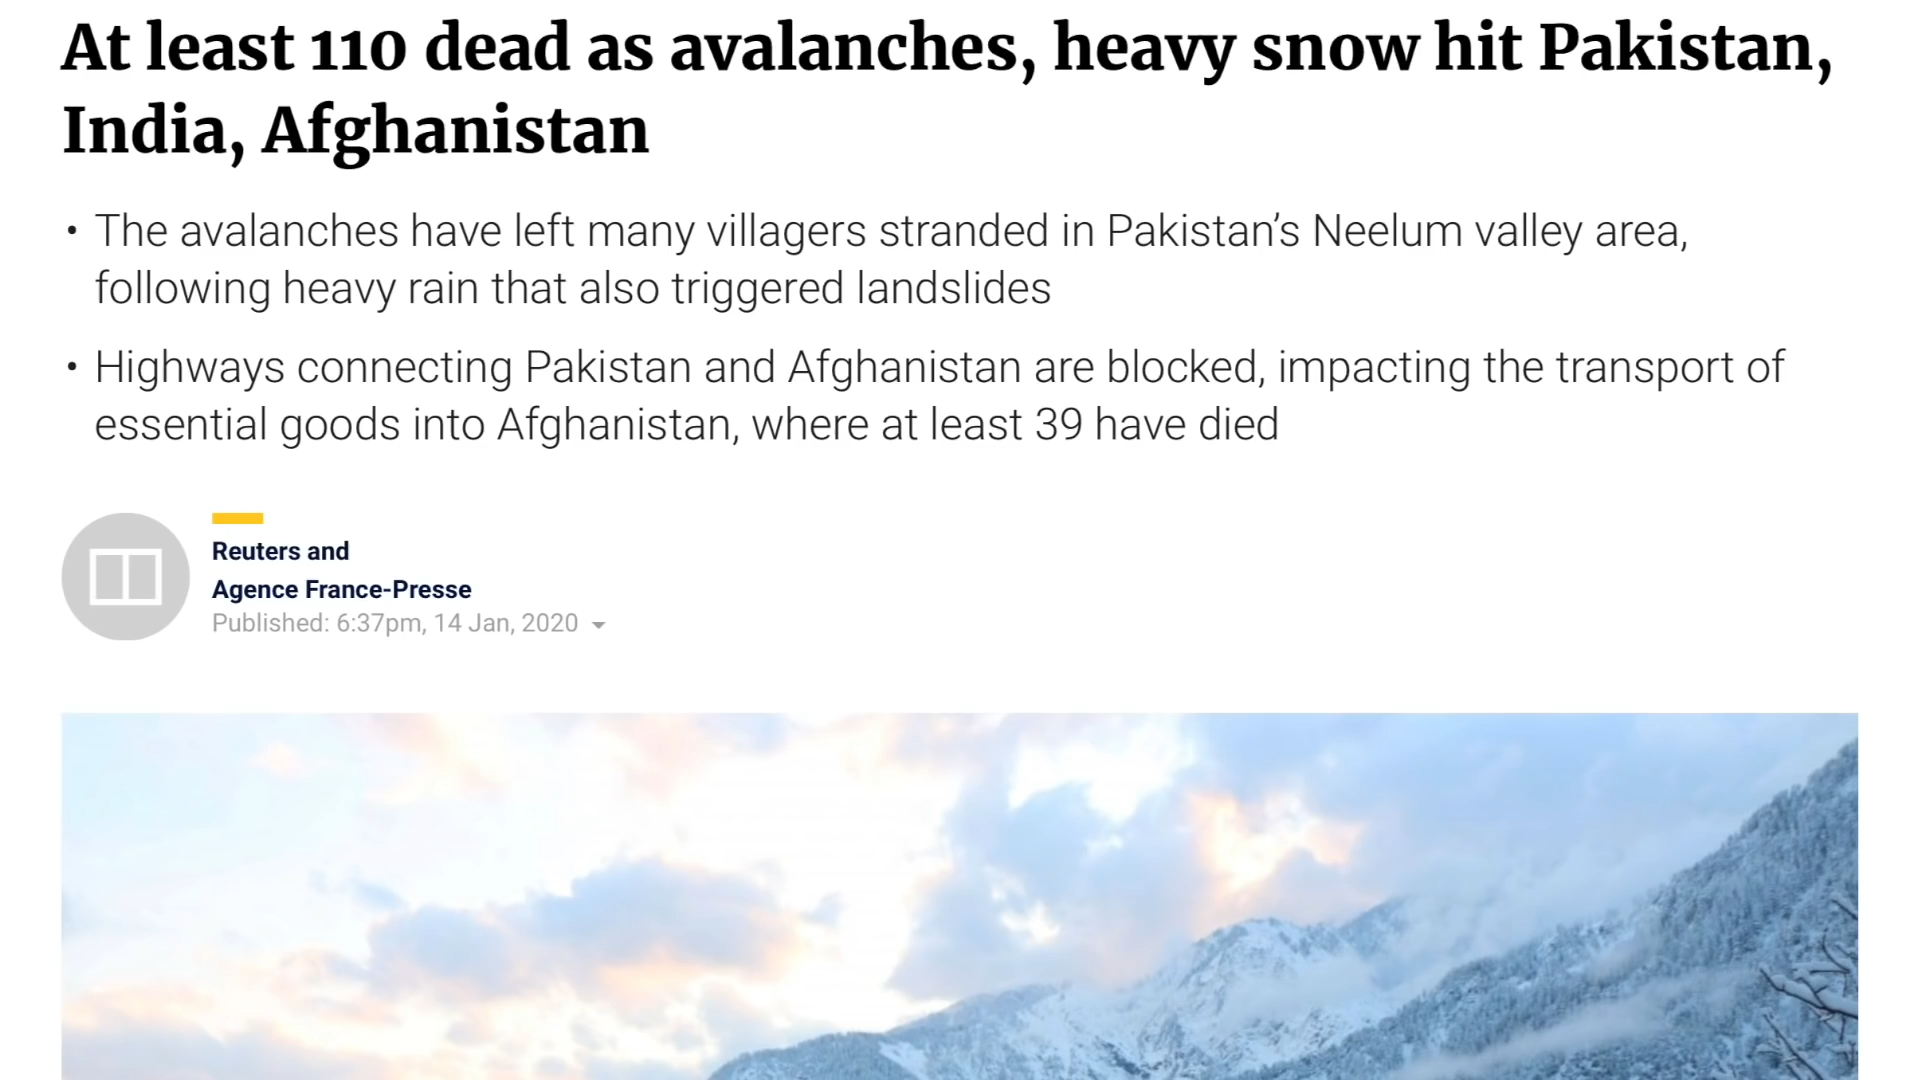 At least 110 dead as avalanches, heavy snow hit Pakistan,
India, Afghanistan
• The avalanches have left many villagers stranded in Pakistan’s Neelum valley area,
following heavy rain that also triggered landslides
• Highways connecting Pakistan and Afghanistan are blocked, impacting the transport of
essential goods into Afghanistan, where at least 39 have died
Reuters and
Agence France-Presse
Published: 6:37pm, 14 Jan, 2020